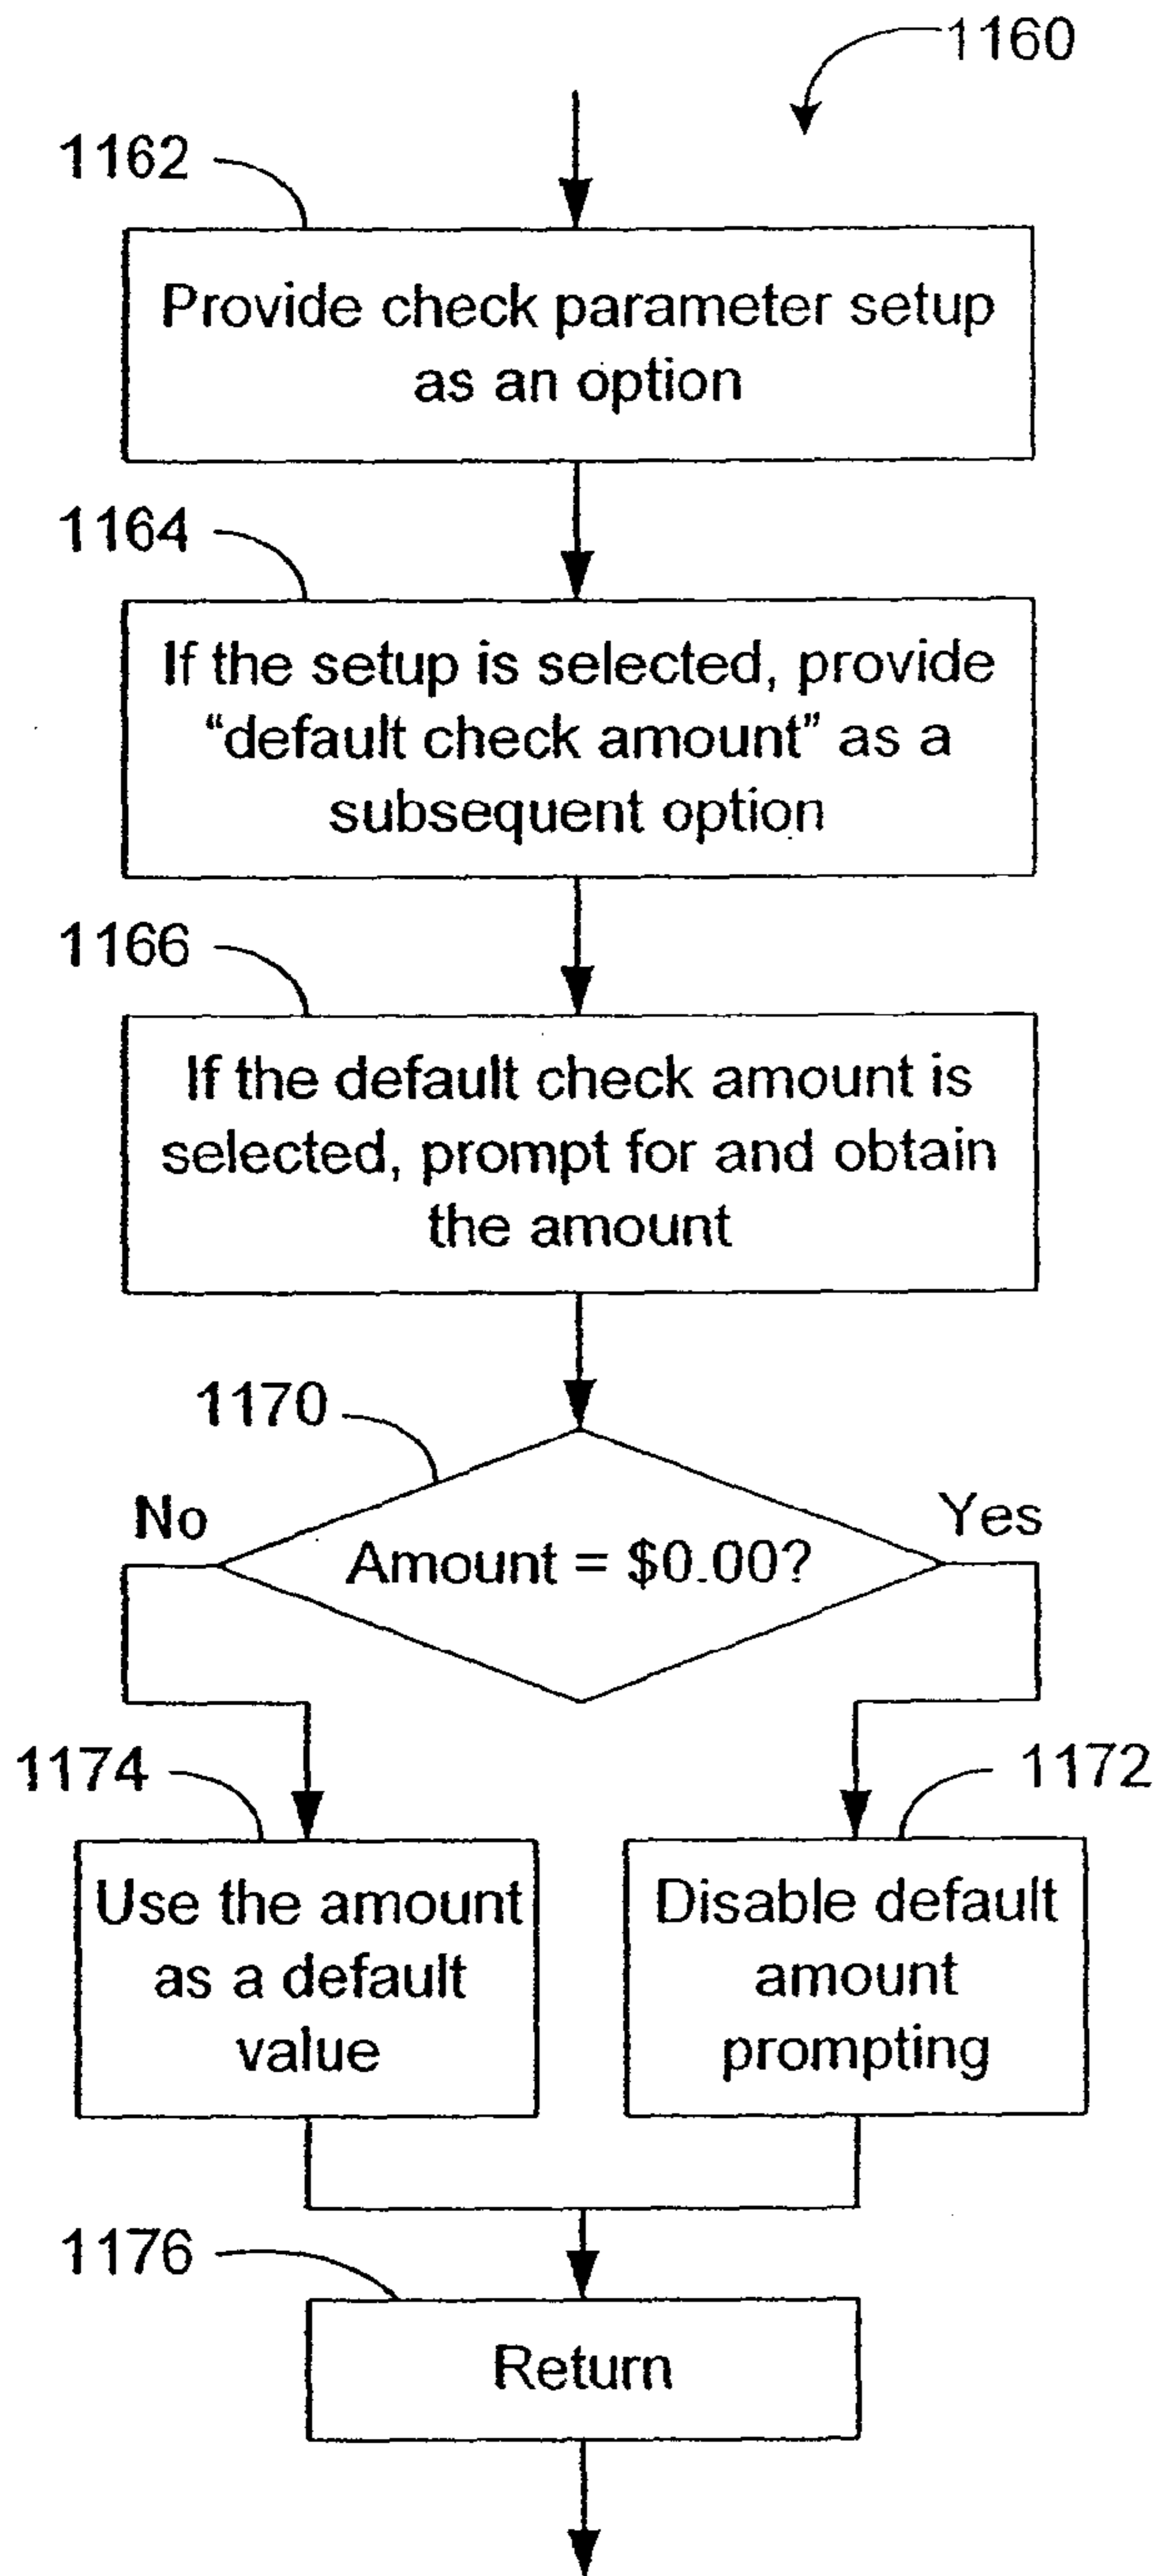 1160
1162
Provide check parameter setup
as an option
1164
If the setup is selected, provide
“default check amount” as a
subsequent option
1166
If the default check amount is
selected, prompt for and obtain
the amount
1170
No
Yes
Amount = $0.00?
1174
1172
Use the amount
as a default
value
Disable default
amount
prompting
1176
Return